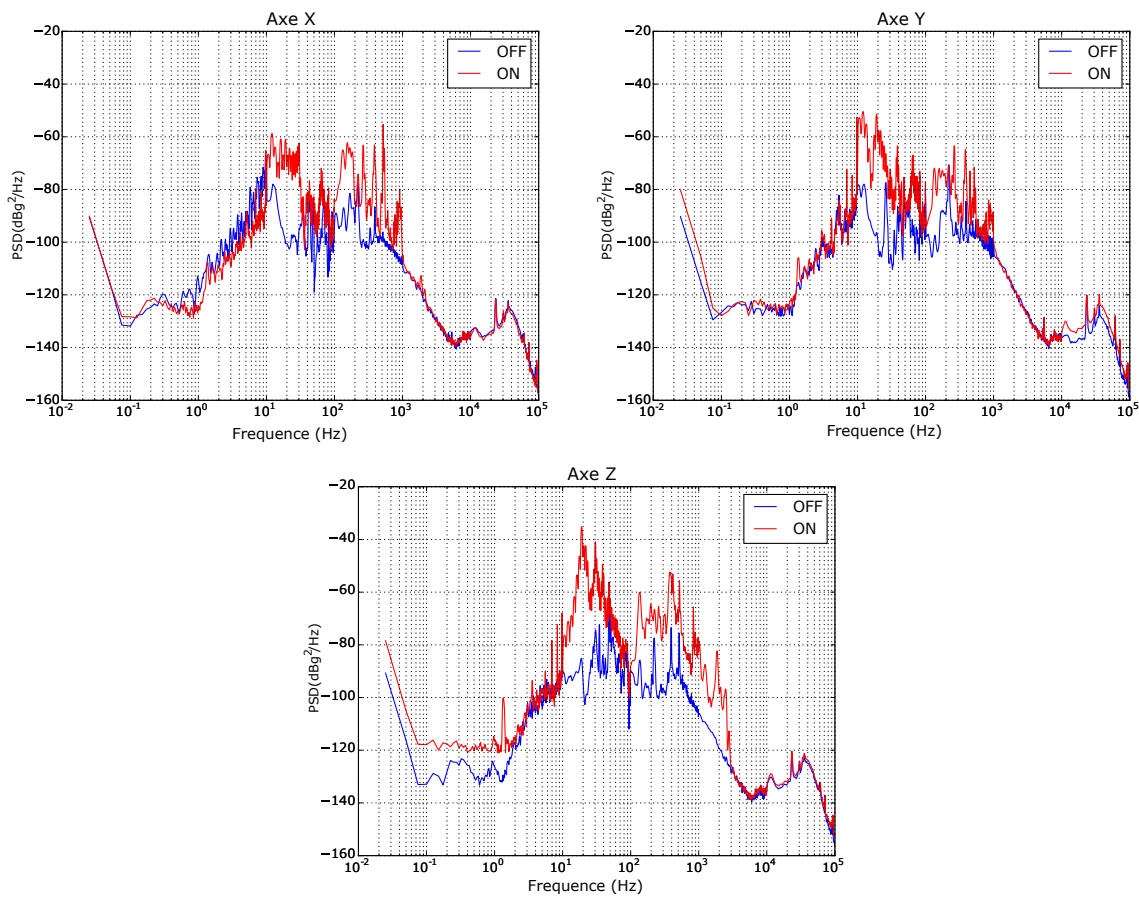 Axe X
−20
−40
−60
−80
−100
−120
−140
−160
PSD(dBg²/Hz)
OFF
ON
10⁻² 10⁻¹ 10⁰ 10¹ 10² 10³ 10⁴ 10⁵
Frequence (Hz)
Axe Y
−20
−40
−60
−80
−100
−120
−140
−160
PSD(dBg²/Hz)
OFF
ON
10⁻² 10⁻¹ 10⁰ 10¹ 10² 10³ 10⁴ 10⁵
Frequence (Hz)
Axe Z
−20
−40
−60
−80
−100
−120
−140
−160
PSD(dBg²/Hz)
OFF
ON
10⁻² 10⁻¹ 10⁰ 10¹ 10² 10³ 10⁴ 10⁵
Frequence (Hz)